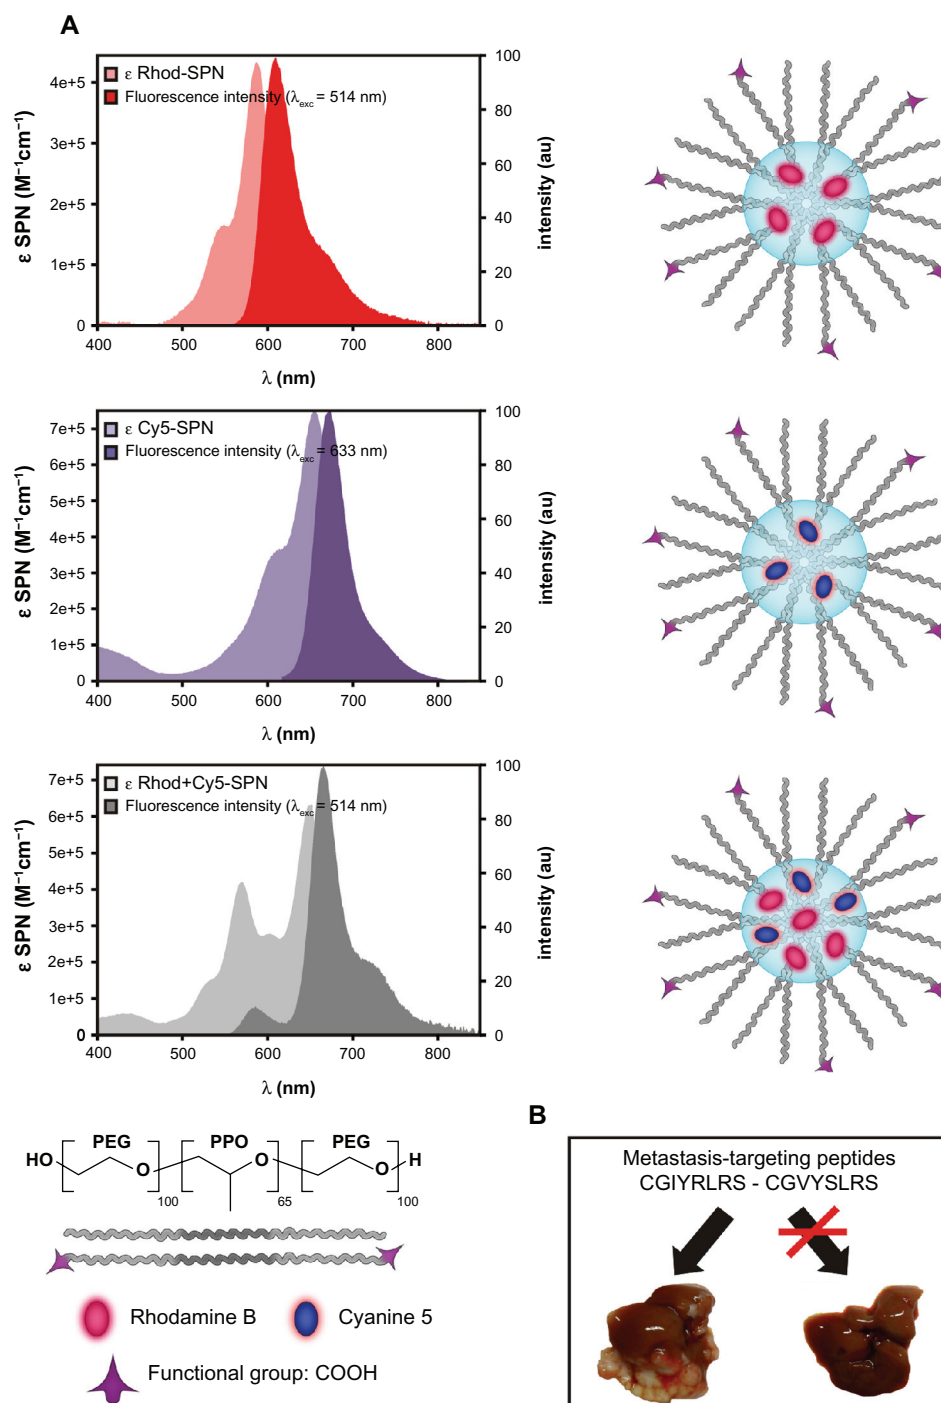 A
ε Rhod-SPN
Fluorescence intensity (λexc = 514 nm)
ε SPN (M⁻¹cm⁻¹)
4e+5
3e+5
2e+5
1e+5
0
100
80
60
40
20
0
intensity (au)
400 500 600 700 800
λ (nm)
ε Cy5-SPN
Fluorescence intensity (λexc = 633 nm)
ε SPN (M⁻¹cm⁻¹)
7e+5
6e+5
5e+5
4e+5
3e+5
2e+5
1e+5
0
100
80
60
40
20
0
intensity (au)
400 500 600 700 800
λ (nm)
ε Rhod+Cy5-SPN
Fluorescence intensity (λexc = 514 nm)
ε SPN (M⁻¹cm⁻¹)
7e+5
6e+5
5e+5
4e+5
3e+5
2e+5
1e+5
0
100
80
60
40
20
0
intensity (au)
400 500 600 700 800
λ (nm)
PEG PPO PEG
HO O O O H
100 65 100
Rhodamine B Cyanine 5
Functional group: COOH
B
Metastasis-targeting peptides
CGIYRLRS - CGVYSLRS